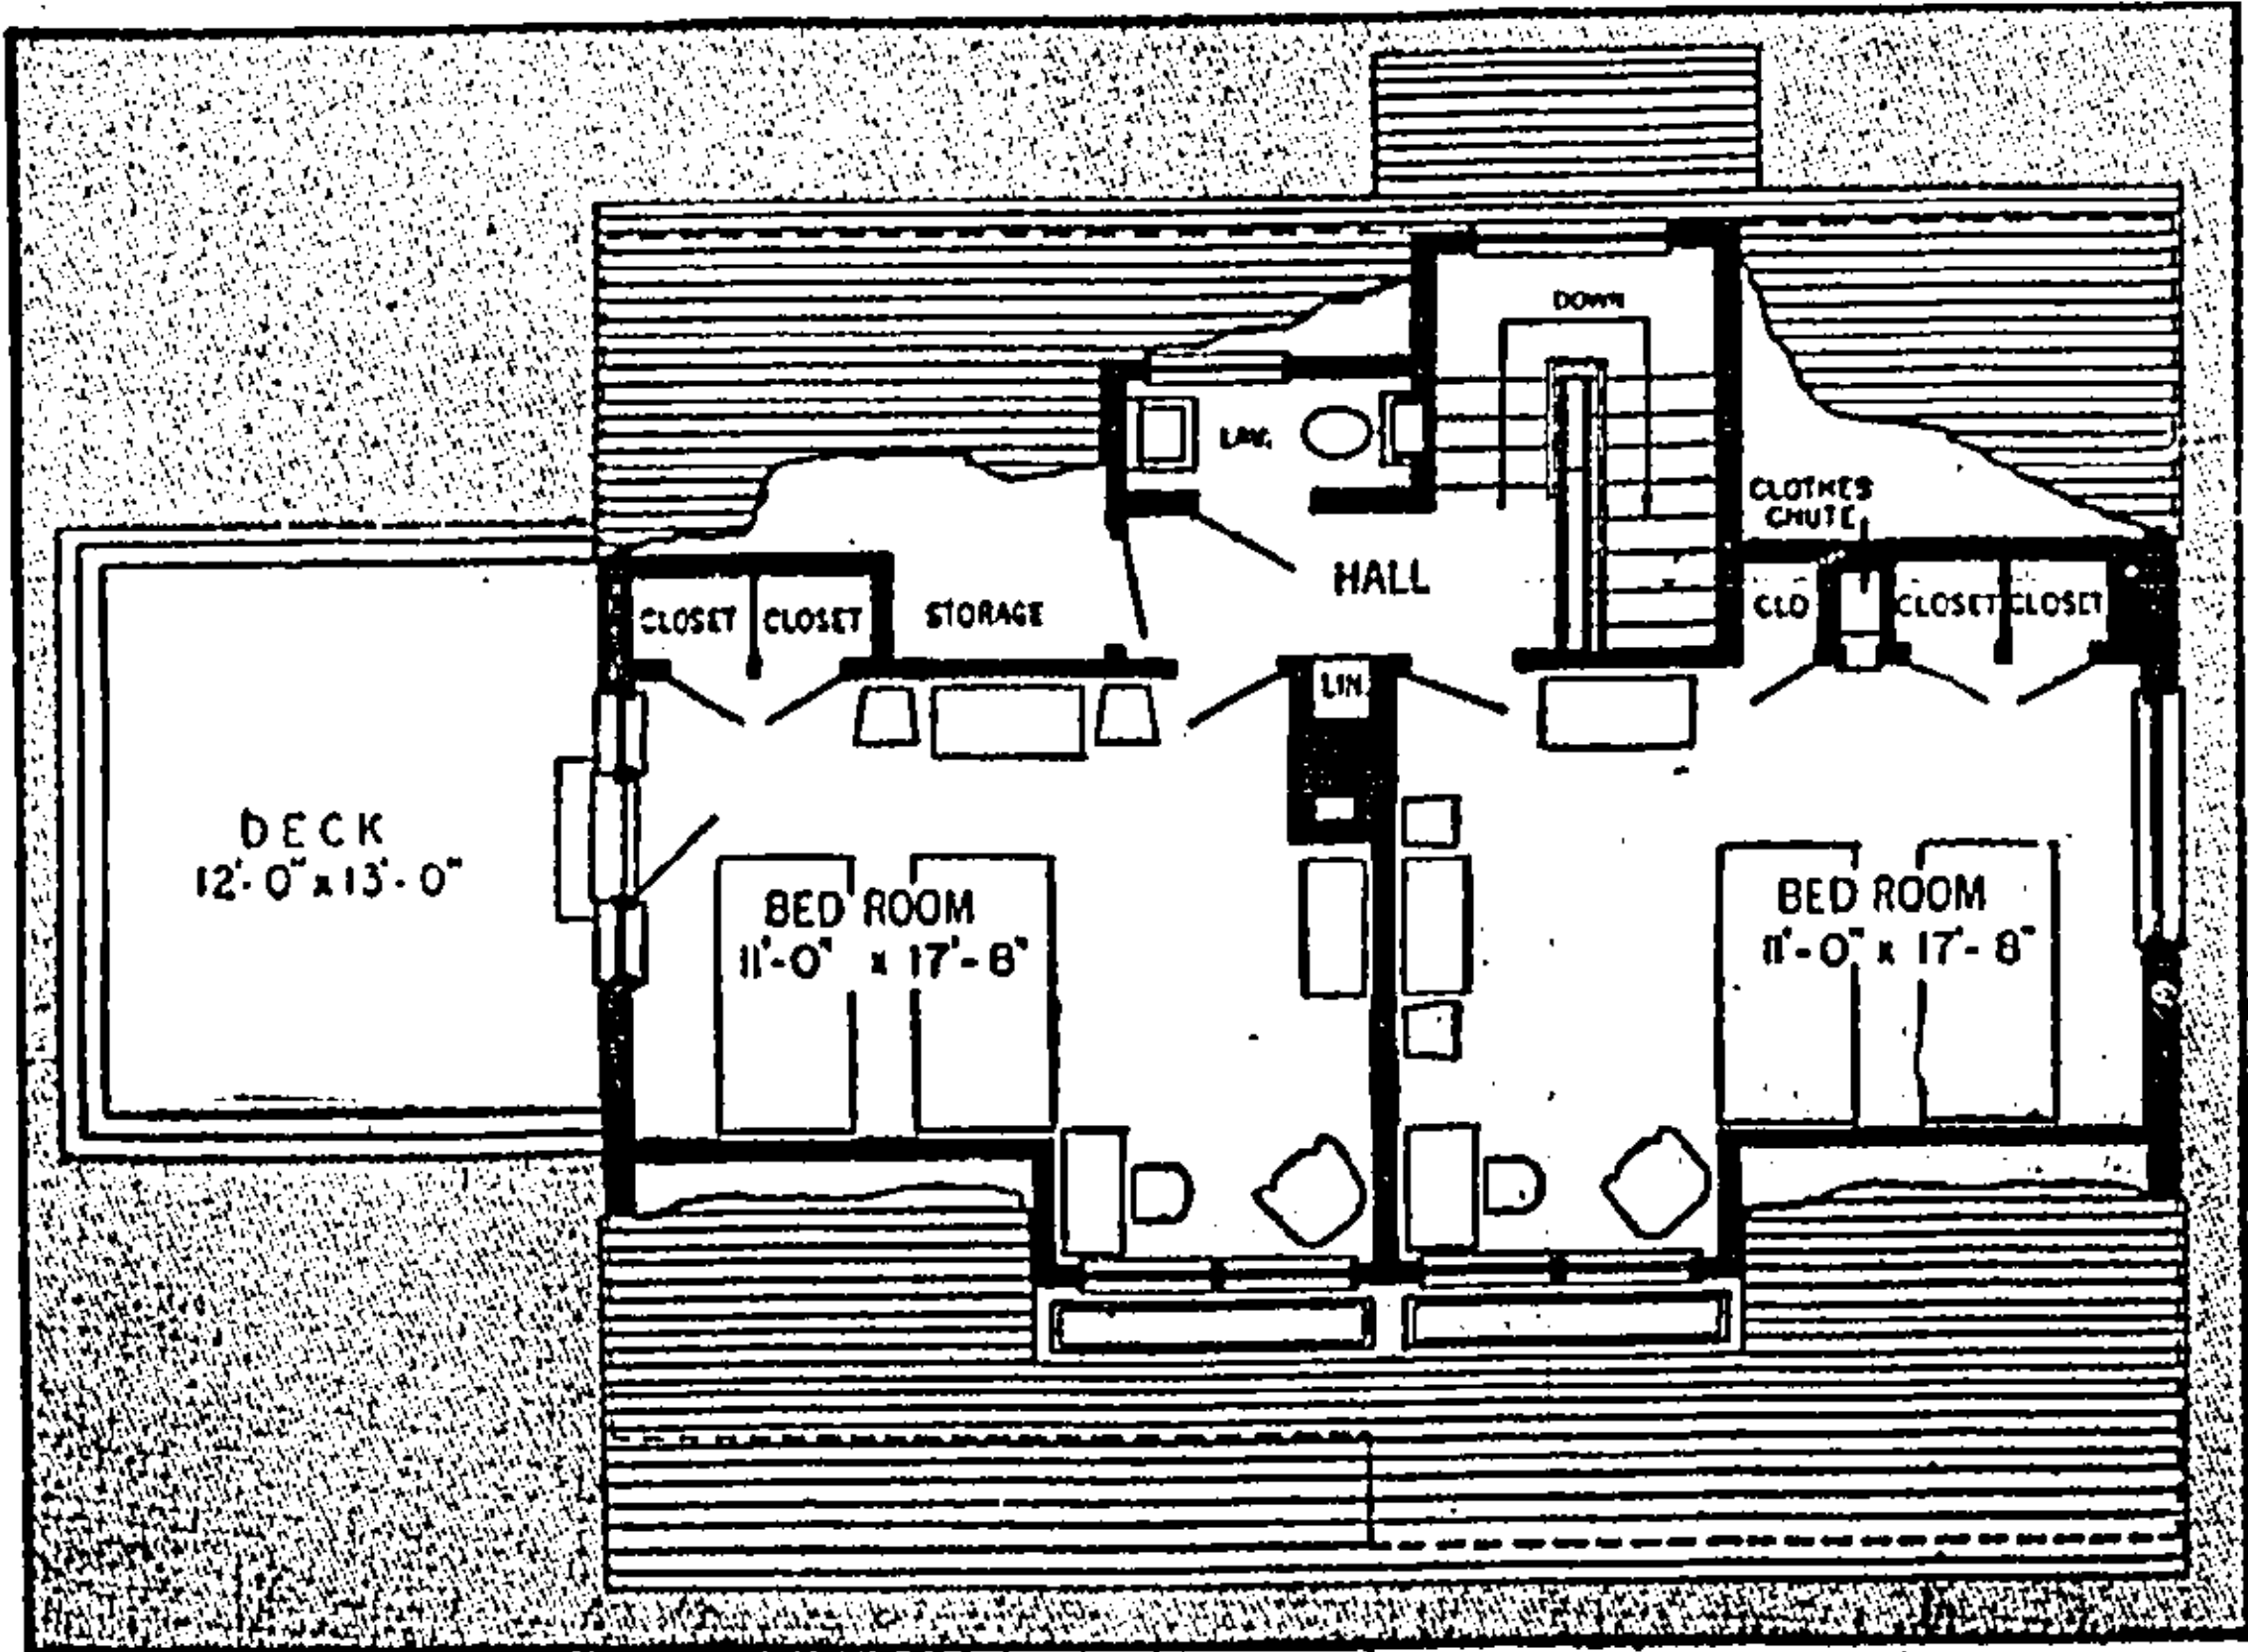 DOWN
LAV.
CLOTHES
CHUTE
HALL
CLOSET CLOSET
STORAGE
CLO
CLOSET CLOSET
LIN
DECK
12'-0" x 13'-0"
BED ROOM
11'-0" x 17'-8"
BED ROOM
11'-0" x 17'-8"